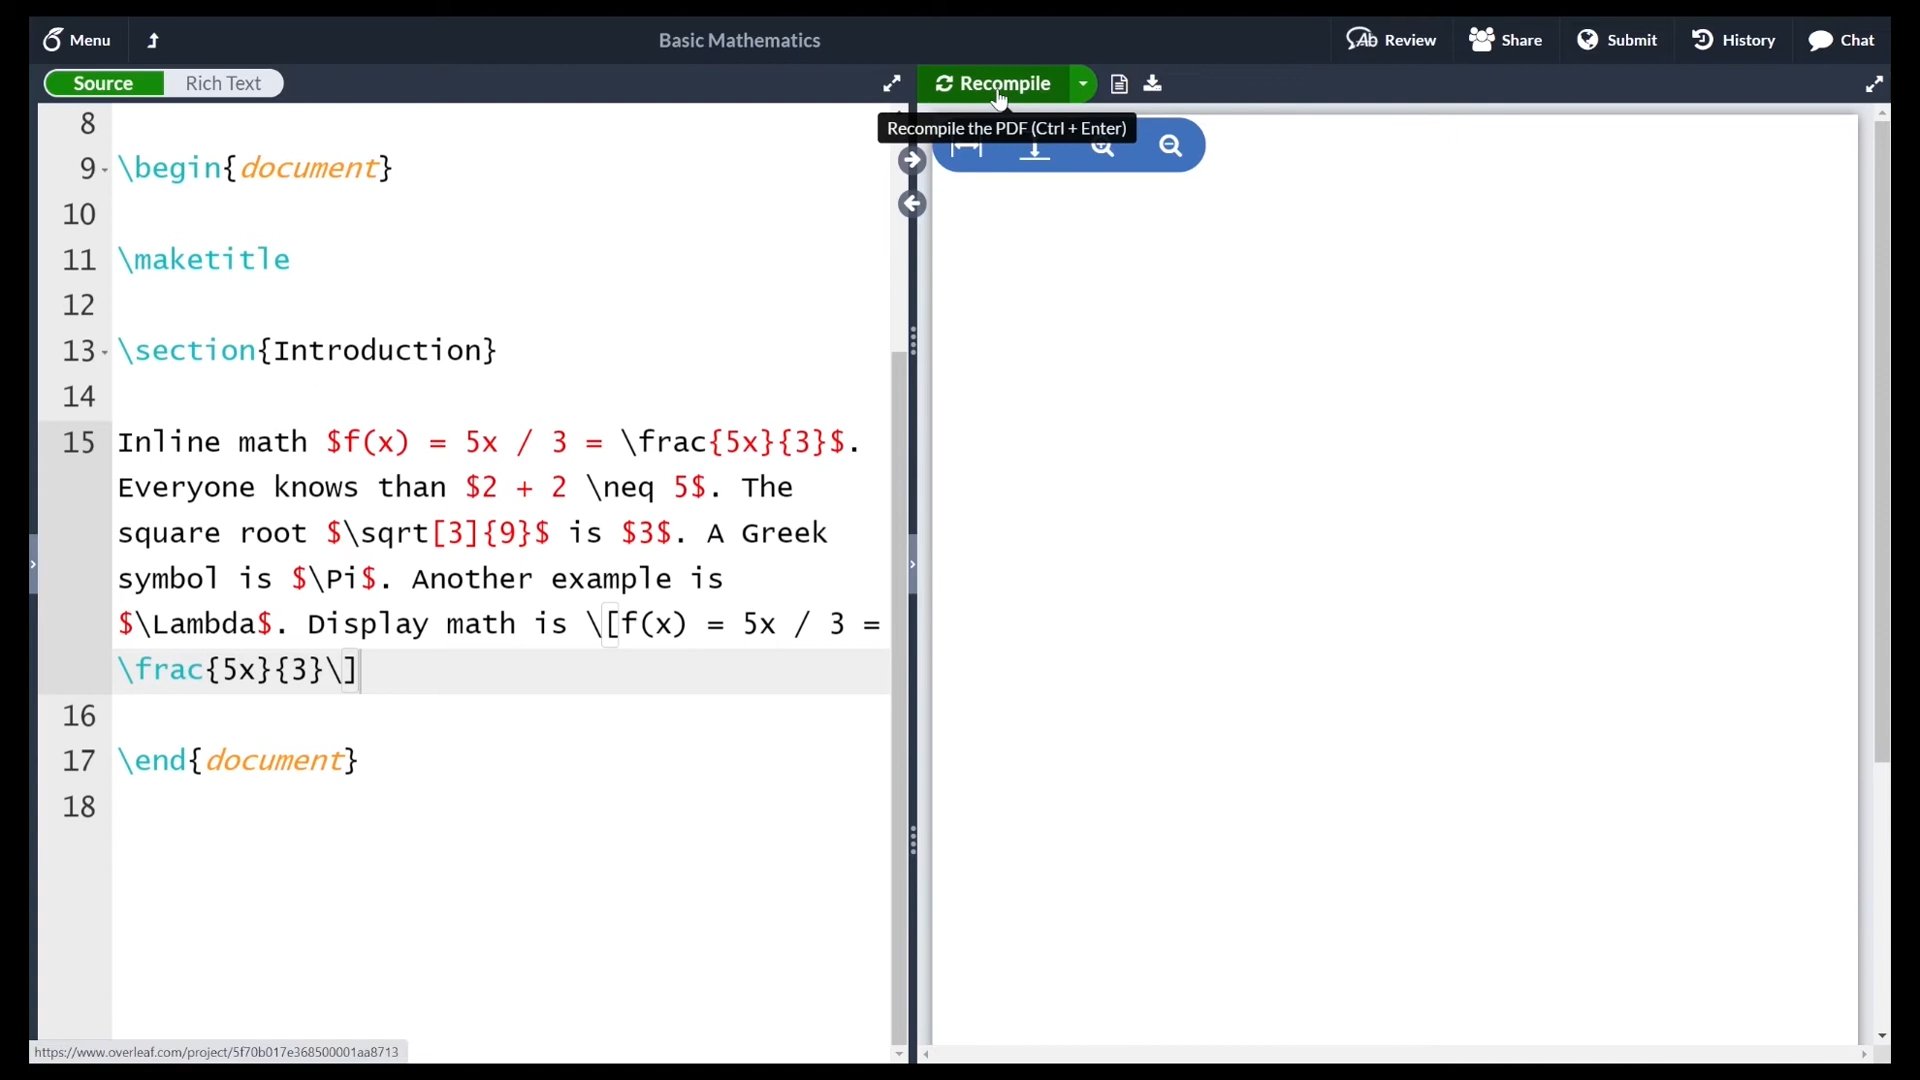 Menu
Basic Mathematics
Ab Review
Share
Submit
History
Chat
Source
Rich Text
Recompile
Recompile the PDF (Ctrl + Enter)
8
9 \begin{document}
10
11 \maketitle
12
13 \section{Introduction}
14
15 Inline math $f(x) = 5x / 3 = \frac{5x}{3}$.
Everyone knows than $2 + 2 \neq 5$. The
square root $\sqrt[3]{9}$ is $3$. A Greek
symbol is $\Pi$. Another example is
$\Lambda$. Display math is \[f(x) = 5x / 3 =
\frac{5x}{3}\]
16
17 \end{document}
18
https://www.overleaf.com/project/5f70b017e368500001aa8713